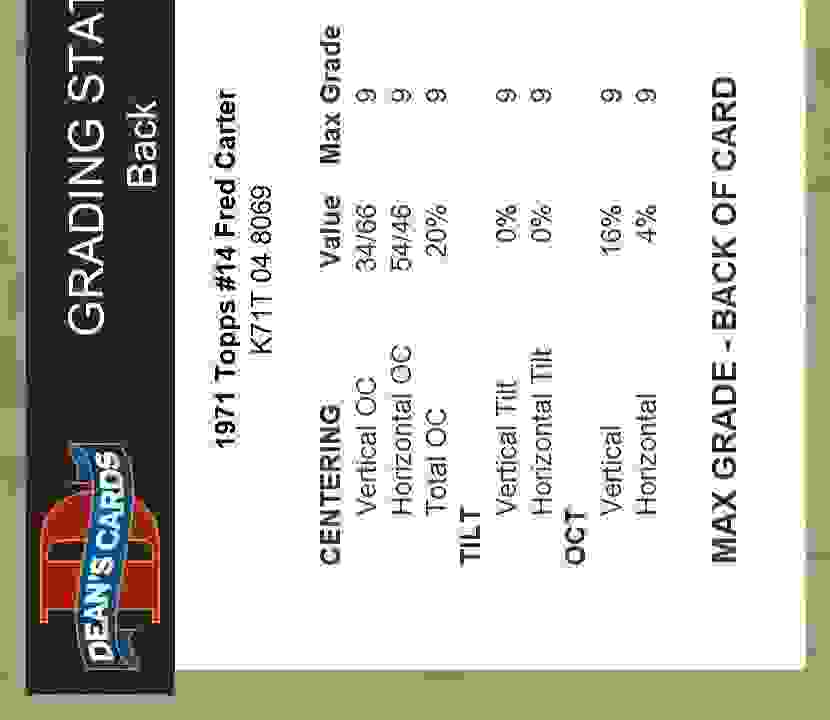 DEAN'S CARDS
GRADING STAT
Back
1971 Topps #14 Fred Carter
K71T 04 8069
CENTERING Value Max Grade
Vertical OC 34/66 9
Horizontal OC 54/46 9
Total OC 20% 9
TILT
Vertical Tilt 0% 9
Horizontal Tilt 0% 9
OCT
Vertical 16% 9
Horizontal 4% 9
MAX GRADE - BACK OF CARD